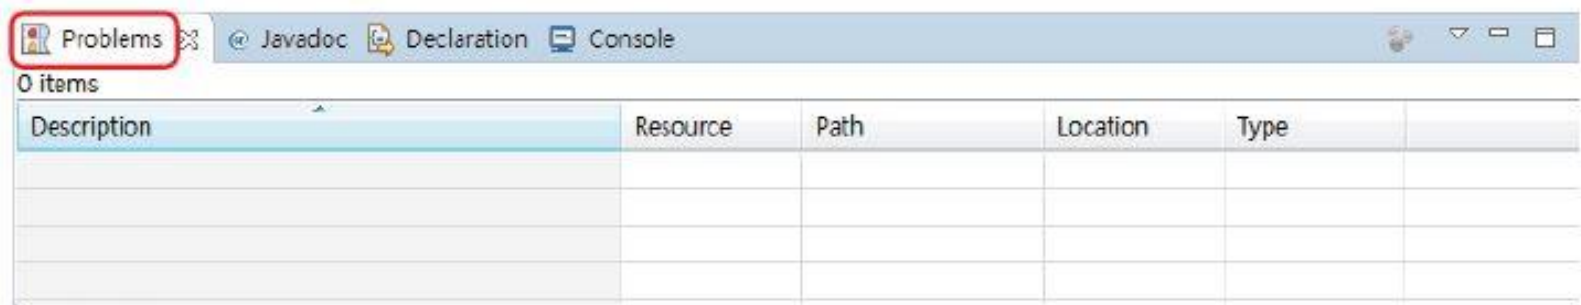 Problems Javadoc Declaration Console
0 items
Description Resource Path Location Type